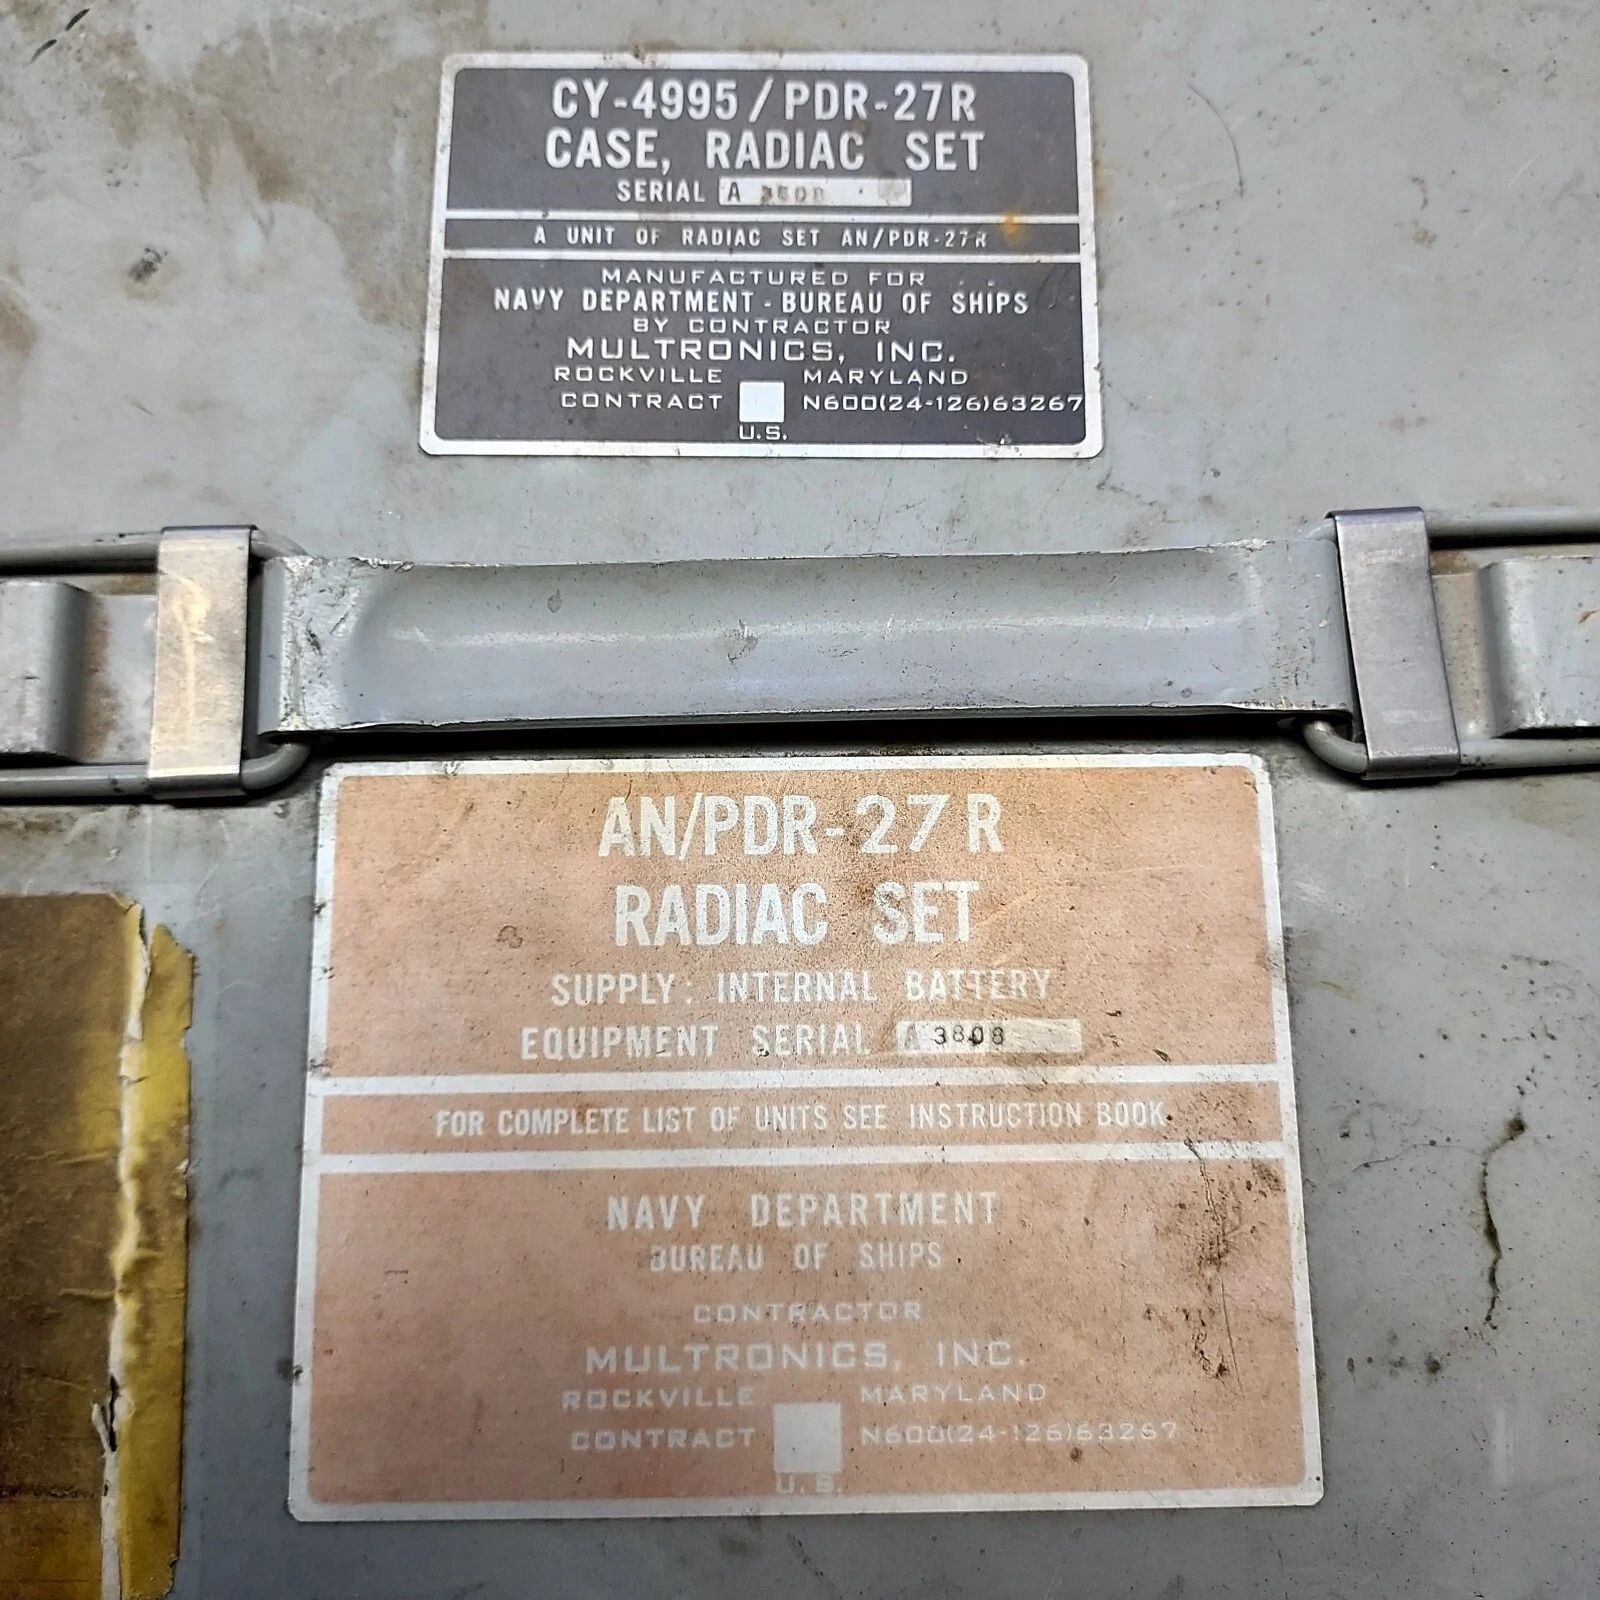 CY-4995/PDR-27R
CASE, RADIAC SET
SERIAL A 3808
A UNIT OF RADIAC SET AN/PDR-27R
MANUFACTURED FOR
NAVY DEPARTMENT - BUREAU OF SHIPS
BY CONTRACTOR
MULTRONICS, INC.
ROCKVILLE MARYLAND
CONTRACT N600(24-126)63267
U.S.
AN/PDR-27R
RADIAC SET
SUPPLY: INTERNAL BATTERY
EQUIPMENT SERIAL A 3808
FOR COMPLETE LIST OF UNITS SEE INSTRUCTION BOOK
NAVY DEPARTMENT
BUREAU OF SHIPS
CONTRACTOR
MULTRONICS, INC.
ROCKVILLE MARYLAND
CONTRACT N600(24-126)63267
U.S.